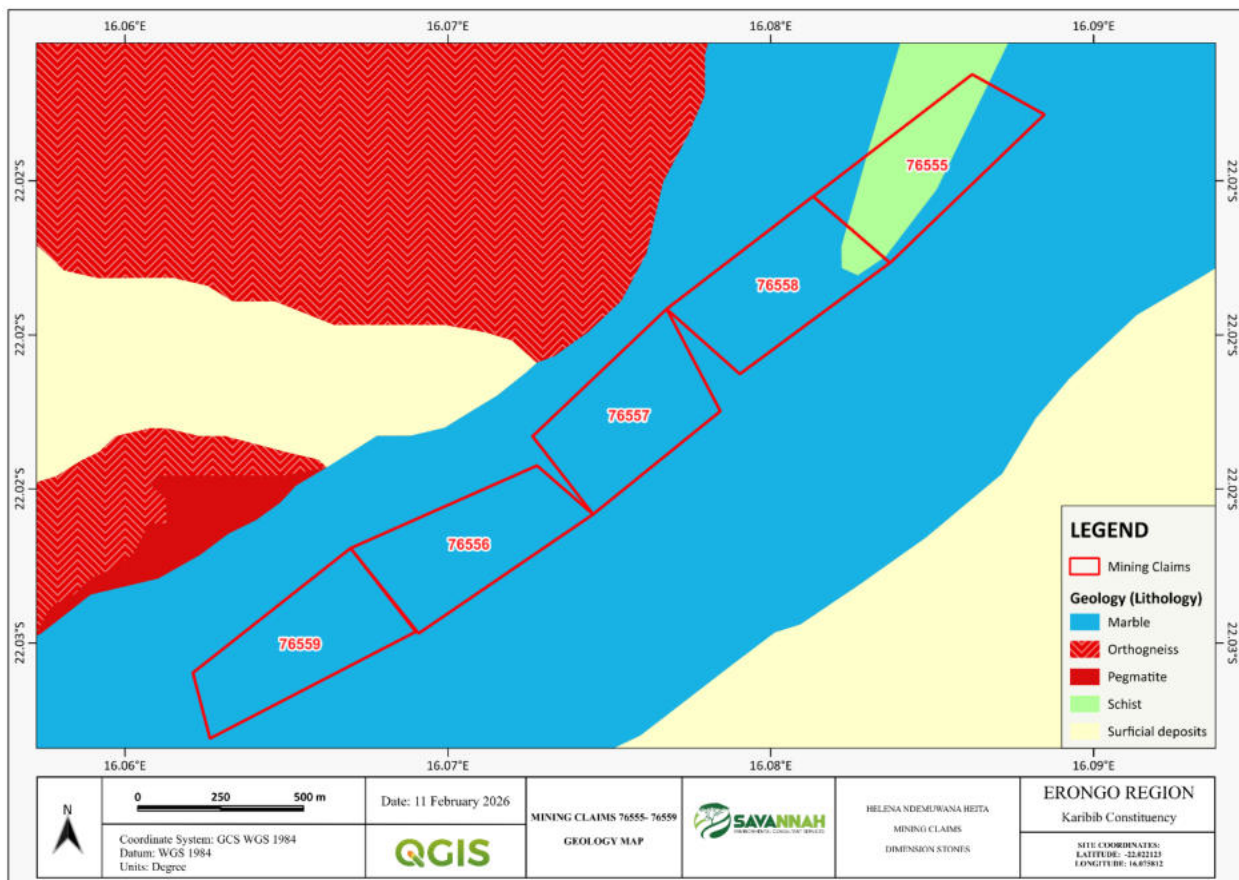 16.06°E 16.07°E 16.08°E 16.09°E
22.02°S 22.02°S
22.02°S 22.02°S
22.02°S 22.02°S
22.03°S 22.03°S
76555
76558
76557
76556
76559
LEGEND
Mining Claims
Geology (Lithology)
Marble
Orthogneiss
Pegmatite
Schist
Surficial deposits
16.06°E 16.07°E 16.08°E 16.09°E
N
0 250 500 m
Coordinate System: GCS WGS 1984
Datum: WGS 1984
Units: Degree
Date: 11 February 2026
QGIS
MINING CLAIMS 76555- 76559
GEOLOGY MAP
SAVANNAH
ENVIRONMENTAL CONSULTANT SERVICES
HELENA NDEMUWANA HEITA
MINING CLAIMS
DIMENSION STONES
ERONGO REGION
Karibib Constituency
SITE COORDINATES:
LATITUDE: -22.022123
LONGITUDE: 16.075812